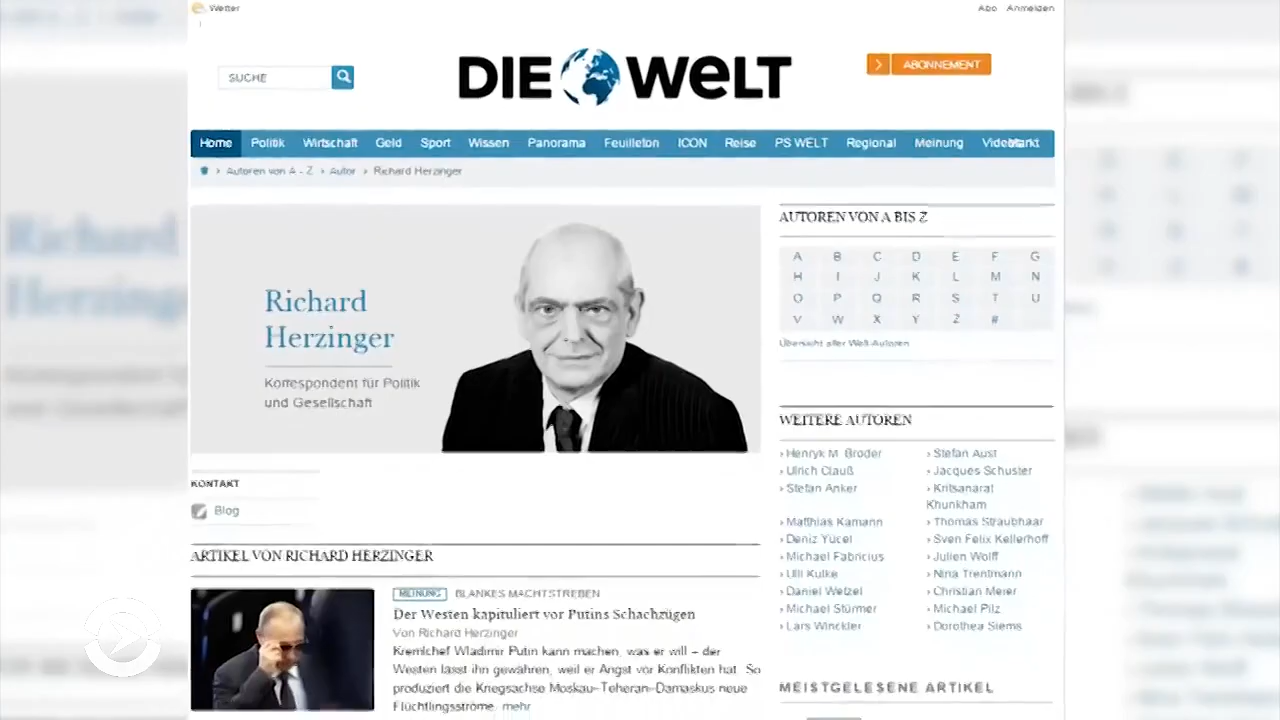 Wetter
Abo Anmelden
SUCHE
DIE WELT
ABONNEMENT
Home Politik Wirtschaft Geld Sport Wissen Panorama Feuilleton ICON Reise PS WELT Regional Meinung Videos Markt
› Autoren von A - Z › Autor › Richard Herzinger
Richard
Herzinger
Korrespondent für Politik
und Gesellschaft
KONTAKT
Blog
ARTIKEL VON RICHARD HERZINGER
MEINUNG BLANKES MACHTSTREBEN
Der Westen kapituliert vor Putins Schachzügen
Von Richard Herzinger
Kremlchef Wladimir Putin kann machen, was er will – der
Westen lässt ihn gewähren, weil er Angst vor Konflikten hat. So
produziert die Kriegsachse Moskau-Teheran-Damaskus neue
Flüchtlingsströme. mehr
AUTOREN VON A BIS Z
A B C D E F G
H I J K L M N
O P Q R S T U
V W X Y Z #
Übersicht aller Welt-Autoren
WEITERE AUTOREN
› Henryk M. Broder
› Ulrich Clauß
› Stefan Anker
› Matthias Kamann
› Deniz Yücel
› Michael Fabricius
› Ulli Kulke
› Daniel Wetzel
› Michael Stürmer
› Lars Winckler
› Stefan Aust
› Jacques Schuster
› Kritsanarat
Khunkham
› Thomas Straubhaar
› Sven Felix Kellerhoff
› Julien Wolff
› Nina Trentmann
› Christian Meier
› Michael Pilz
› Dorothea Siems
MEISTGELESENE ARTIKEL
Richard
Herzing